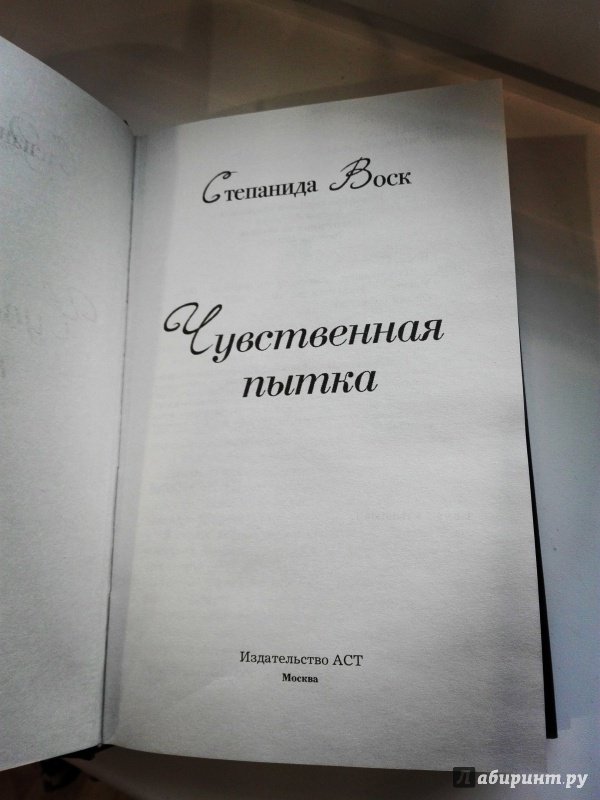 Степанида Воск
Чувственная
пытка
Издательство АСТ
Москва
Лабиринт.ру